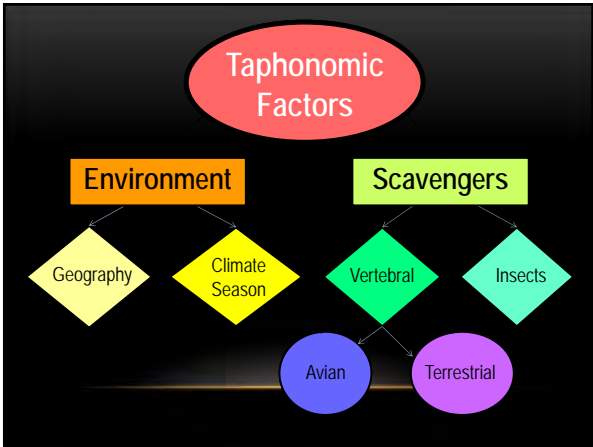 Taphonomic
Factors
Environment
Scavengers
Geography
Climate
Season
Vertebral
Insects
Avian
Terrestrial